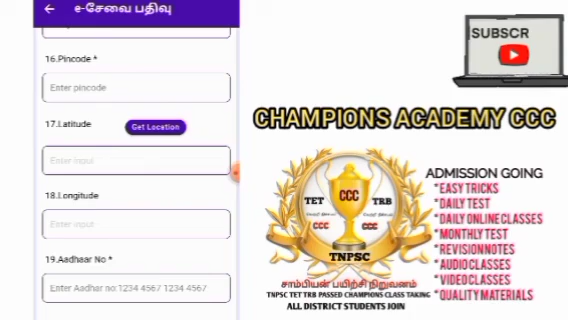 e-சேவை பதிவு
16.Pincode *
Enter pincode
17.Latitude
Get Location
Enter input
18.Longitude
Enter input
19.Aadhaar No *
Enter Aadhar no:1234 4567 1234 4567
SUBSCR
CHAMPIONS ACADEMY CCC
TET
CCC
TRB
CCC
CCC
TNPSC
சாம்பியன் பயிற்சி நிறுவனம்
TNPSC TET TRB PASSED CHAMPIONS CLASS TAKING
ALL DISTRICT STUDENTS JOIN
ADMISSION GOING
*EASY TRICKS
*DAILY TEST
*DAILY ONLINE CLASSES
*MONTHLY TEST
*REVISION NOTES
*AUDIO CLASSES
*VIDEO CLASSES
*QUALITY MATERIALS